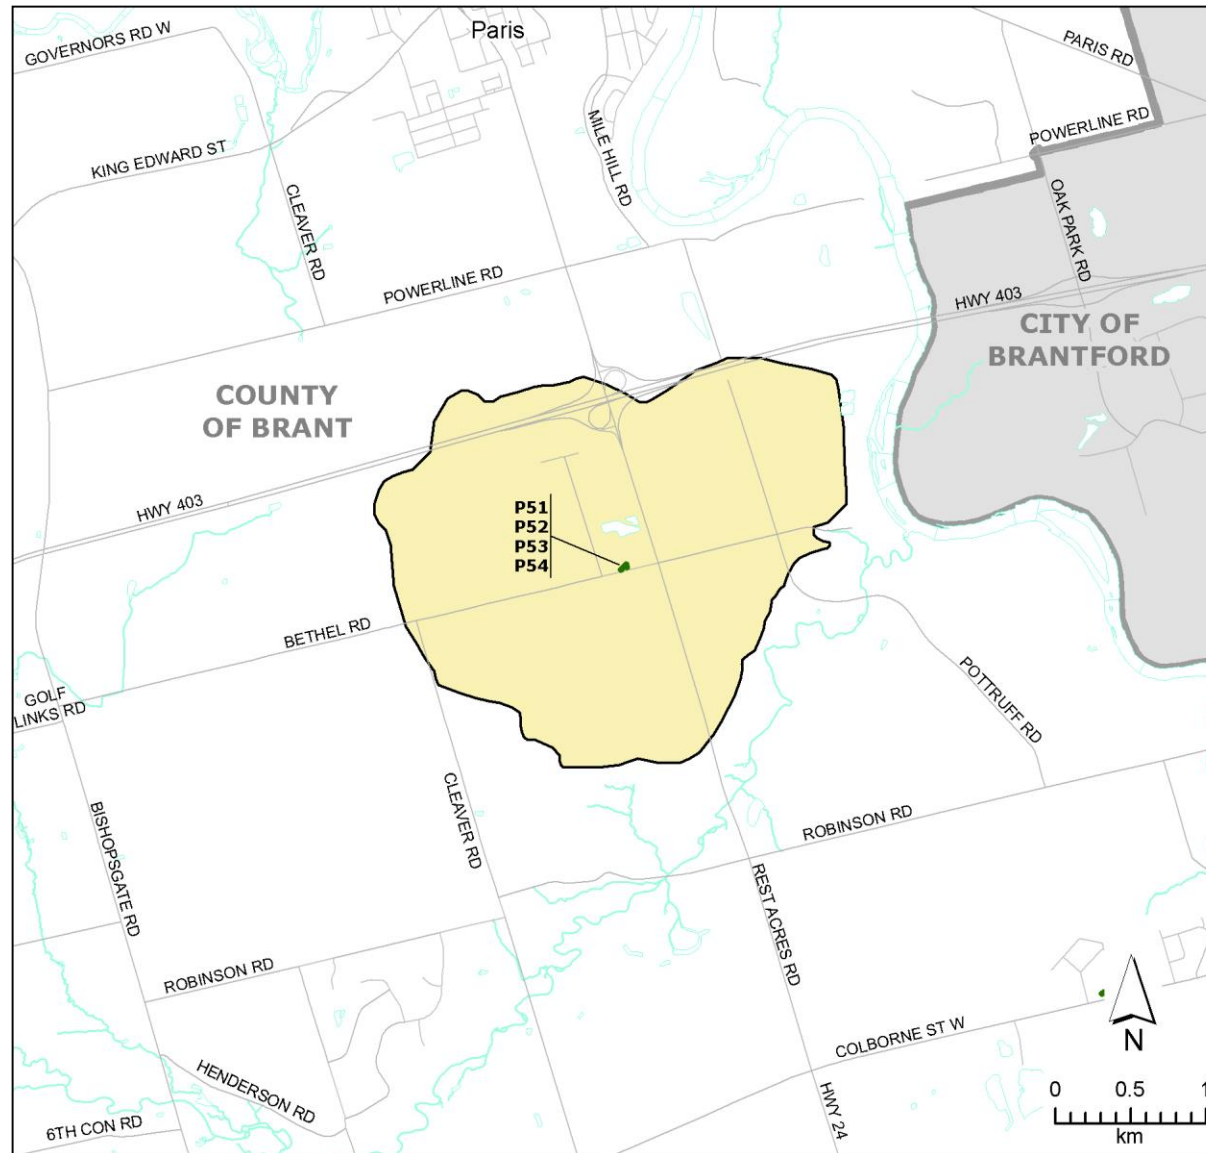 Paris
GOVERNORS RD W
PARIS RD
POWERLINE RD
KING EDWARD ST
MILE HILL RD
CLEAVER RD
OAK PARK RD
POWERLINE RD
HWY 403
CITY OF
BRANTFORD
COUNTY
OF BRANT
HWY 403
P51
P52
P53
P54
BETHEL RD
GOLF
LINKS RD
POTTRUFF RD
CLEAVER RD
BISHOPSGATE RD
ROBINSON RD
REST ACRES RD
ROBINSON RD
COLBORNE ST W
N
HENDERSON RD
HWY 24
6TH CON RD
0 0.5 1
km